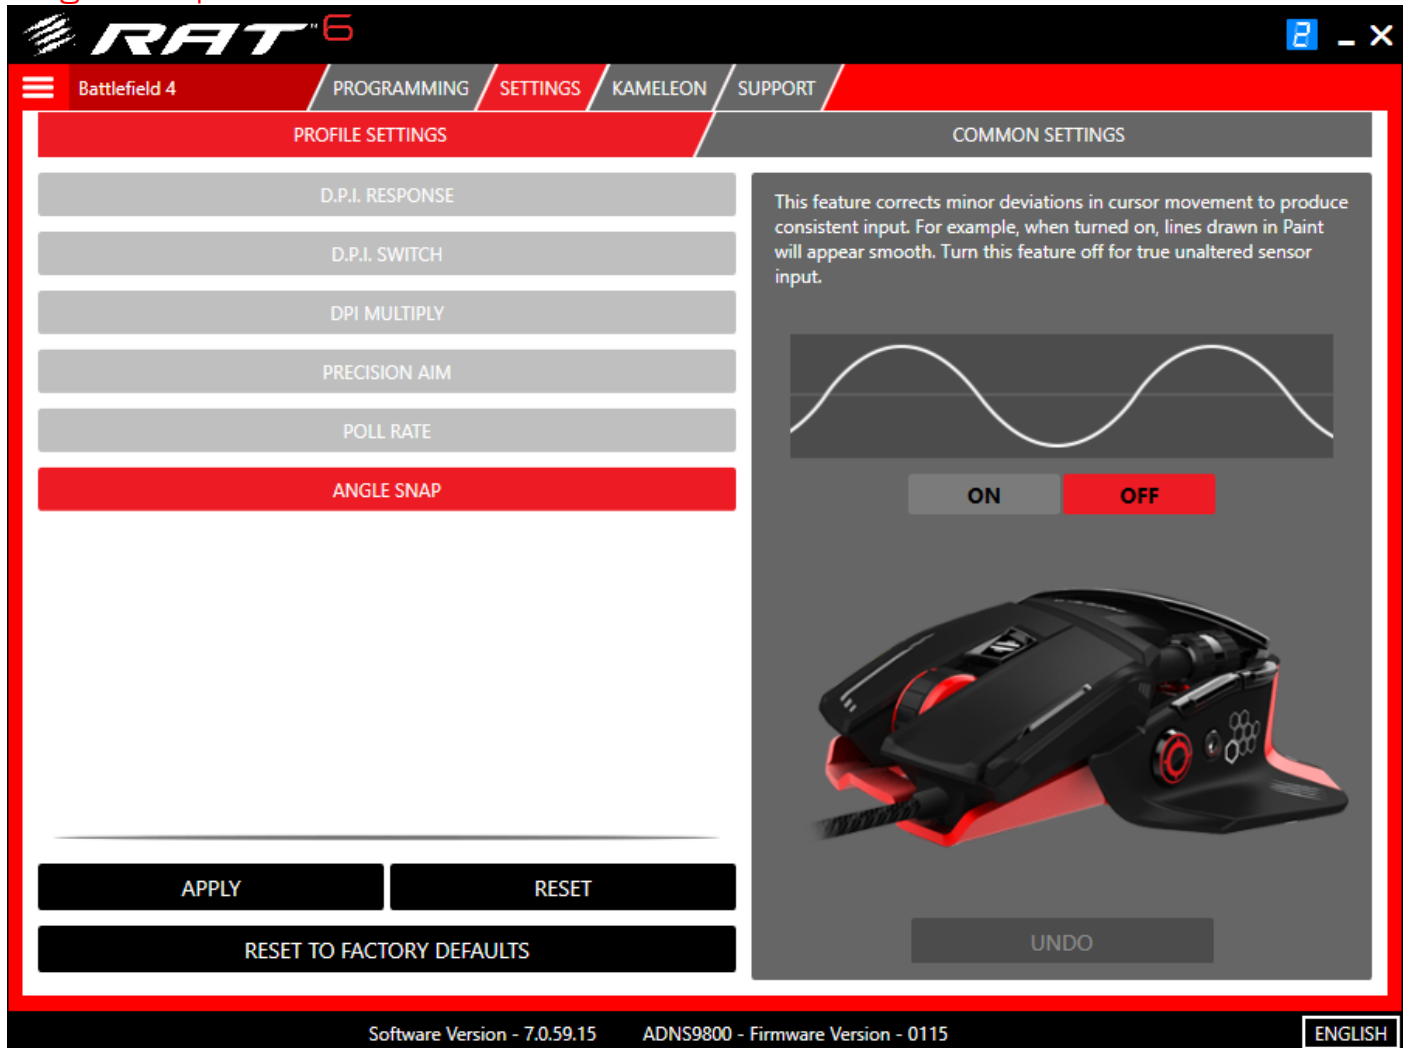 RAT™6
2
Battlefield 4
PROGRAMMING
SETTINGS
KAMELEON
SUPPORT
PROFILE SETTINGS
COMMON SETTINGS
D.P.I. RESPONSE
D.P.I. SWITCH
DPI MULTIPLY
PRECISION AIM
POLL RATE
ANGLE SNAP
This feature corrects minor deviations in cursor movement to produce
consistent input. For example, when turned on, lines drawn in Paint
will appear smooth. Turn this feature off for true unaltered sensor
input.
ON
OFF
APPLY
RESET
RESET TO FACTORY DEFAULTS
UNDO
Software Version - 7.0.59.15
ADNS9800 - Firmware Version - 0115
ENGLISH